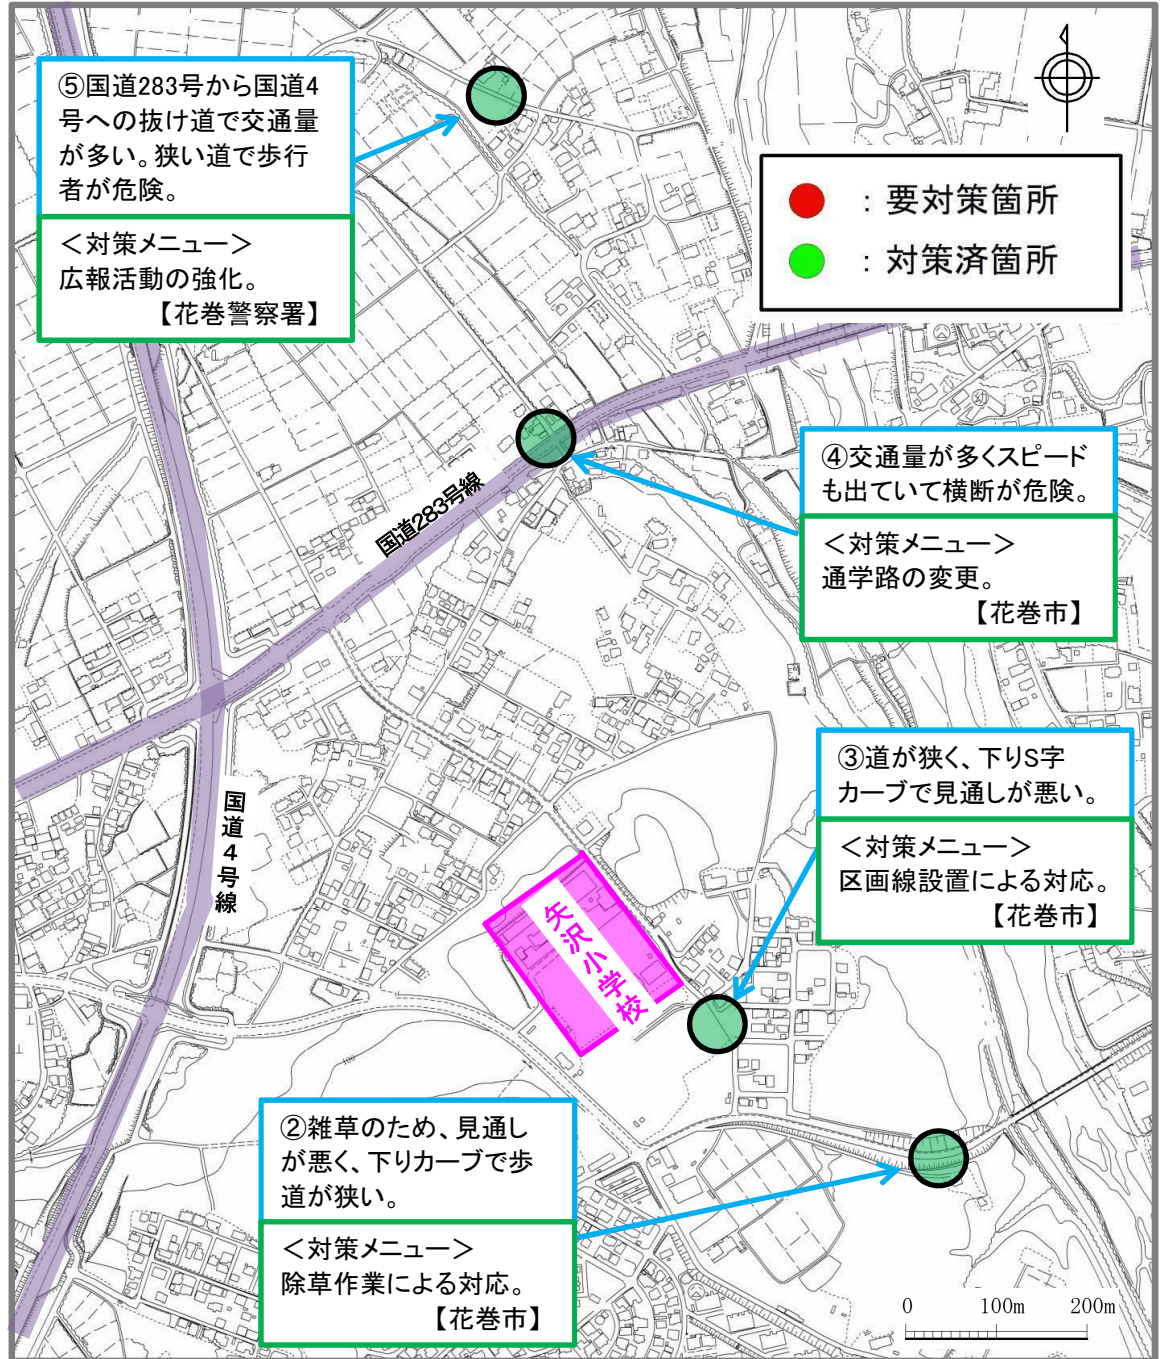 ⑤国道283号から国道4
号への抜け道で交通量
が多い。狭い道で歩行
者が危険。
＜対策メニュー＞
広報活動の強化。
【花巻警察署】
：要対策箇所
：対策済箇所
④交通量が多くスピード
も出ていて横断が危険。
＜対策メニュー＞
通学路の変更。
【花巻市】
国道283号線
国道4号線
③道が狭く、下りS字
カーブで見通しが悪い。
＜対策メニュー＞
区画線設置による対応。
【花巻市】
矢沢小学校
②雑草のため、見通し
が悪く、下りカーブで歩
道が狭い。
＜対策メニュー＞
除草作業による対応。
【花巻市】
0 100m 200m